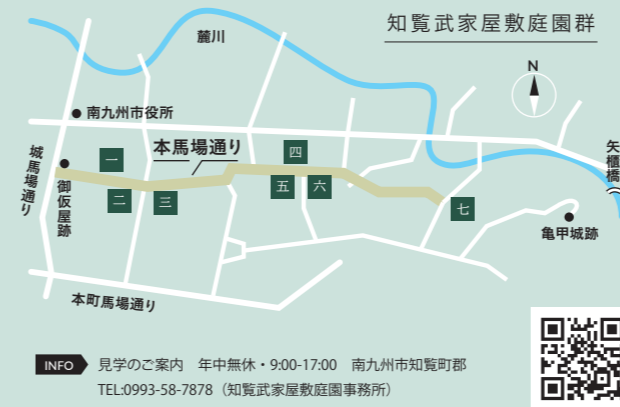 知覧武家屋敷庭園群
麓川
N
南九州市役所
本馬場通り
矢櫃橋
城馬場通り
御仮屋跡
一
二
三
四
五
六
七
亀甲城跡
本町馬場通り
INFO 見学のご案内 年中無休・9:00-17:00 南九州市知覧町郡
TEL:0993-58-7878（知覧武家屋敷庭園事務所）